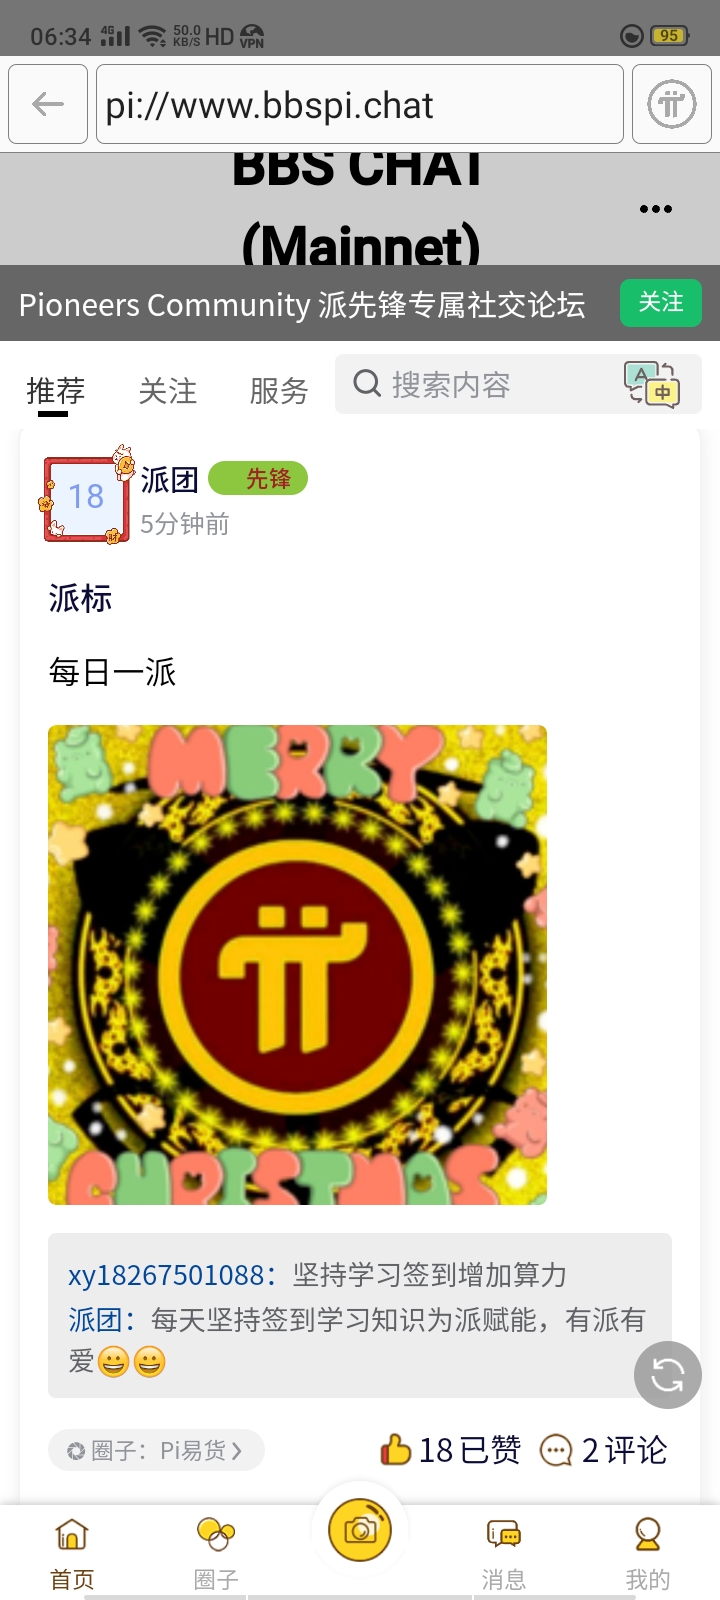 06:34 4G 50.0 KB/S HD VPN 95
pi://www.bbspi.chat
BBS CHAT
(Mainnet)
Pioneers Community 派先锋专属社交论坛 关注
推荐 关注 服务 搜索内容 A 中
18 派团 先锋
5分钟前
派标
每日一派
MERRY
CHRISTMAS
xy18267501088：坚持学习签到增加算力
派团：每天坚持签到学习知识为派赋能，有派有
爱😀😀
圈子：Pi易货 18已赞 2评论
首页 圈子 消息 我的